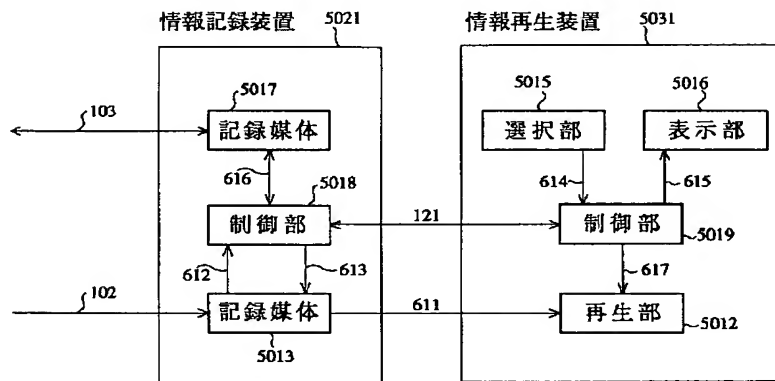 情報記録装置
5021
情報再生装置
5031
103
5017
記録媒体
5015
選択部
5016
表示部
616
5018
614
615
制御部
121
制御部
5019
612
613
617
102
記録媒体
611
再生部
5013
5012